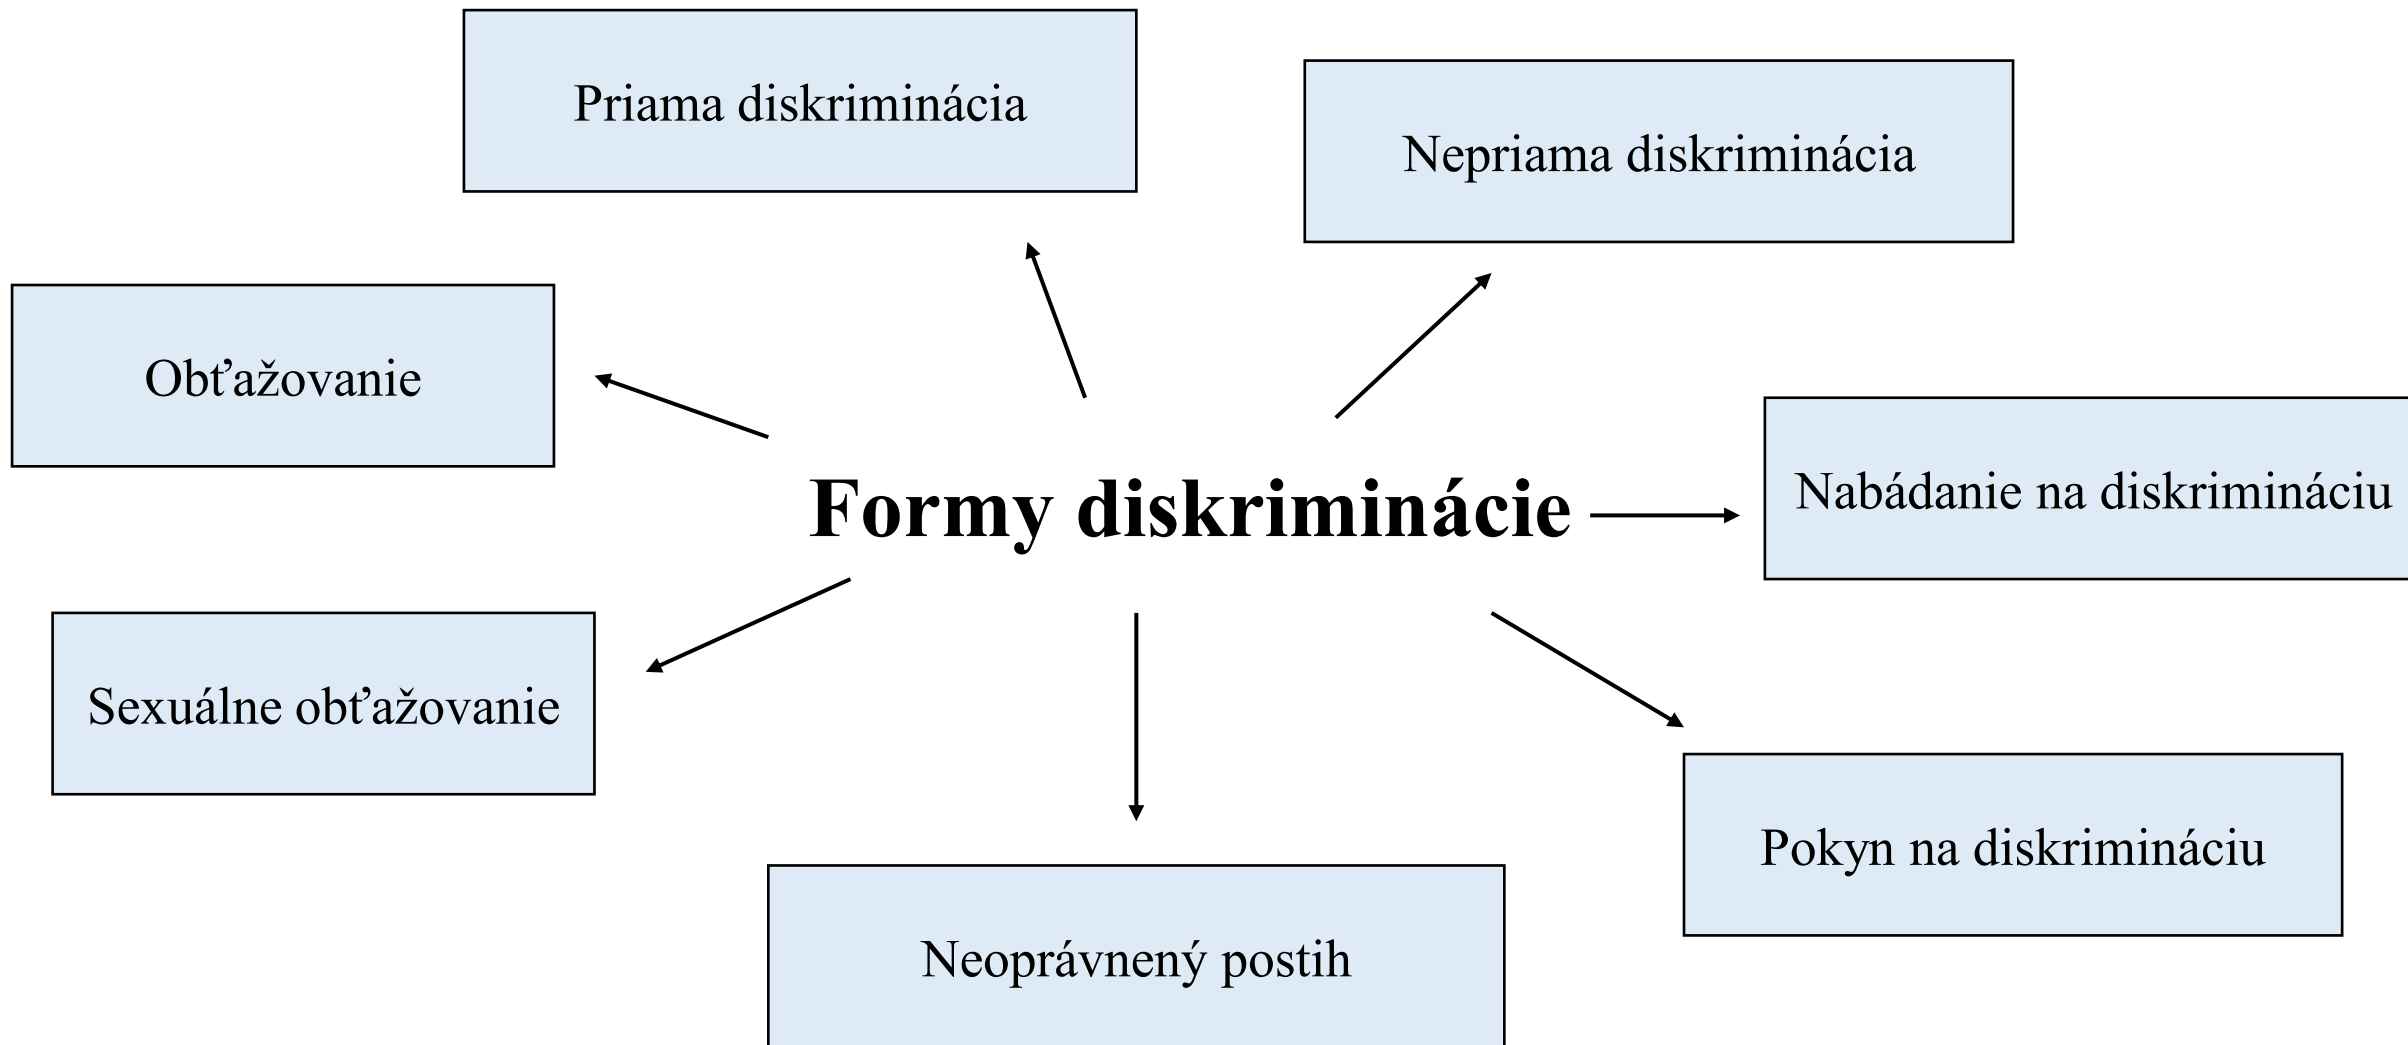 Priama diskriminácia
Nepriama diskriminácia
Obťažovanie
Formy diskriminácie
Nabádanie na diskrimináciu
Sexuálne obťažovanie
Pokyn na diskrimináciu
Neoprávnený postih